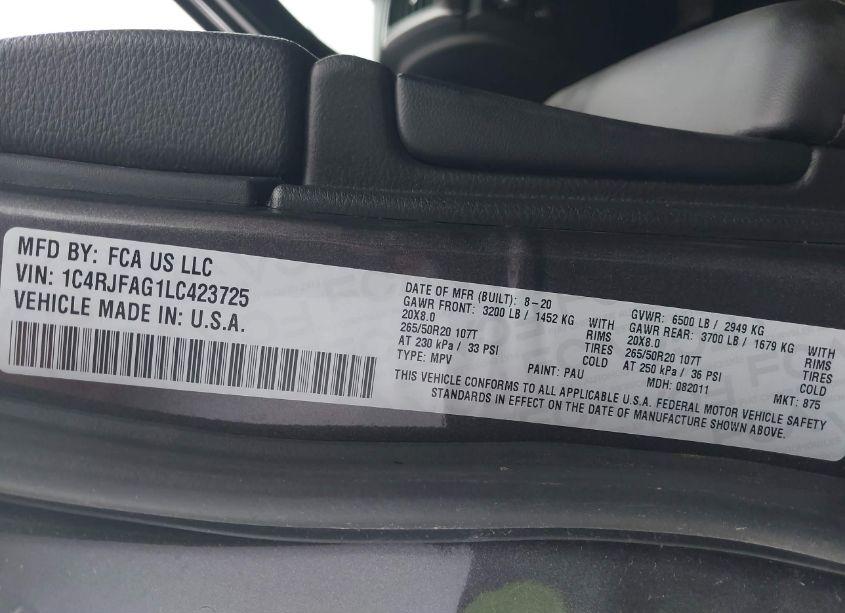 MFD BY: FCA US LLC
VIN: 1C4RJFAG1LC423725
VEHICLE MADE IN: U.S.A.
DATE OF MFR (BUILT): 8-20
GAWR FRONT: 3200 LB / 1452 KG WITH
20X8.0 RIMS
265/50R20 107T TIRES
AT 230 kPa / 33 PSI COLD
TYPE: MPV PAINT: PAU
GVWR: 6500 LB / 2949 KG
GAWR REAR: 3700 LB / 1679 KG WITH
20X8.0 RIMS
265/50R20 107T TIRES
AT 250 kPa / 36 PSI COLD
MDH: 082011 MKT: 875
THIS VEHICLE CONFORMS TO ALL APPLICABLE U.S.A. FEDERAL MOTOR VEHICLE SAFETY
STANDARDS IN EFFECT ON THE DATE OF MANUFACTURE SHOWN ABOVE.